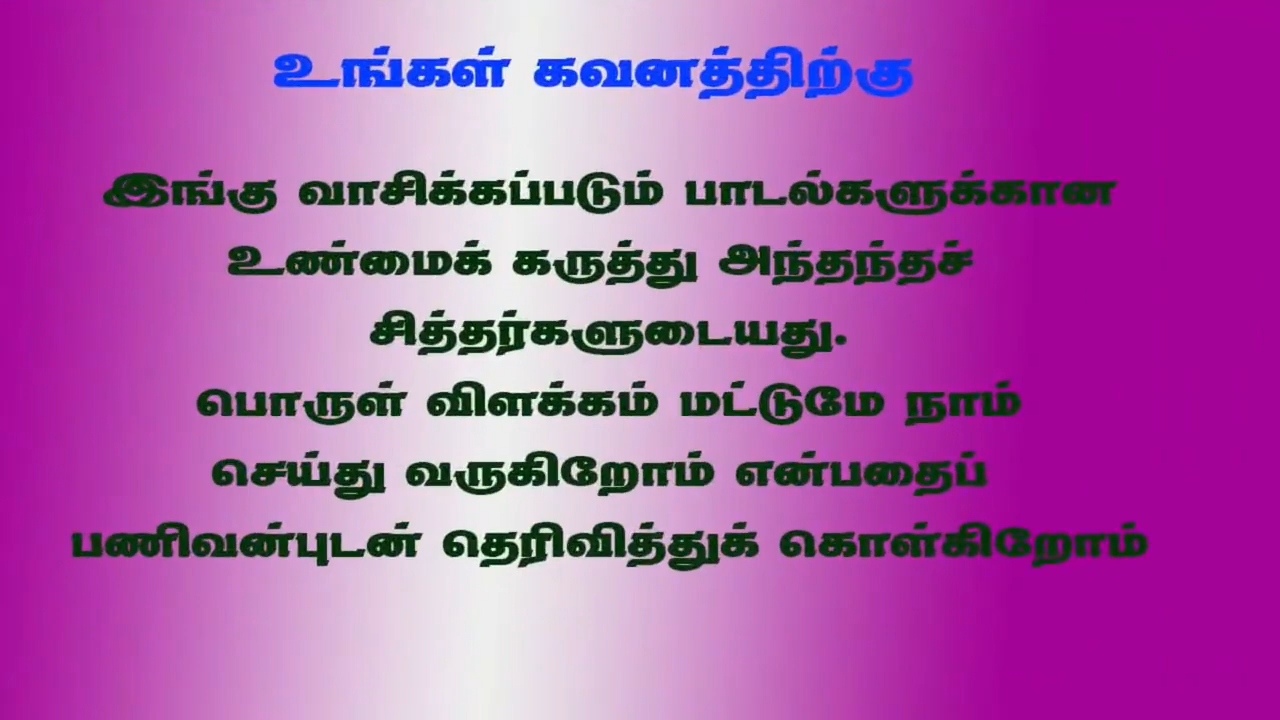 உங்கள் கவனத்திற்கு
இங்கு வாசிக்கப்படும் பாடல்களுக்கான
உண்மைக் கருத்து அந்தந்தச்
சித்தர்களுடையது.
பொருள் விளக்கம் மட்டுமே நாம்
செய்து வருகிறோம் என்பதைப்
பணிவன்புடன் தெரிவித்துக் கொள்கிறோம்